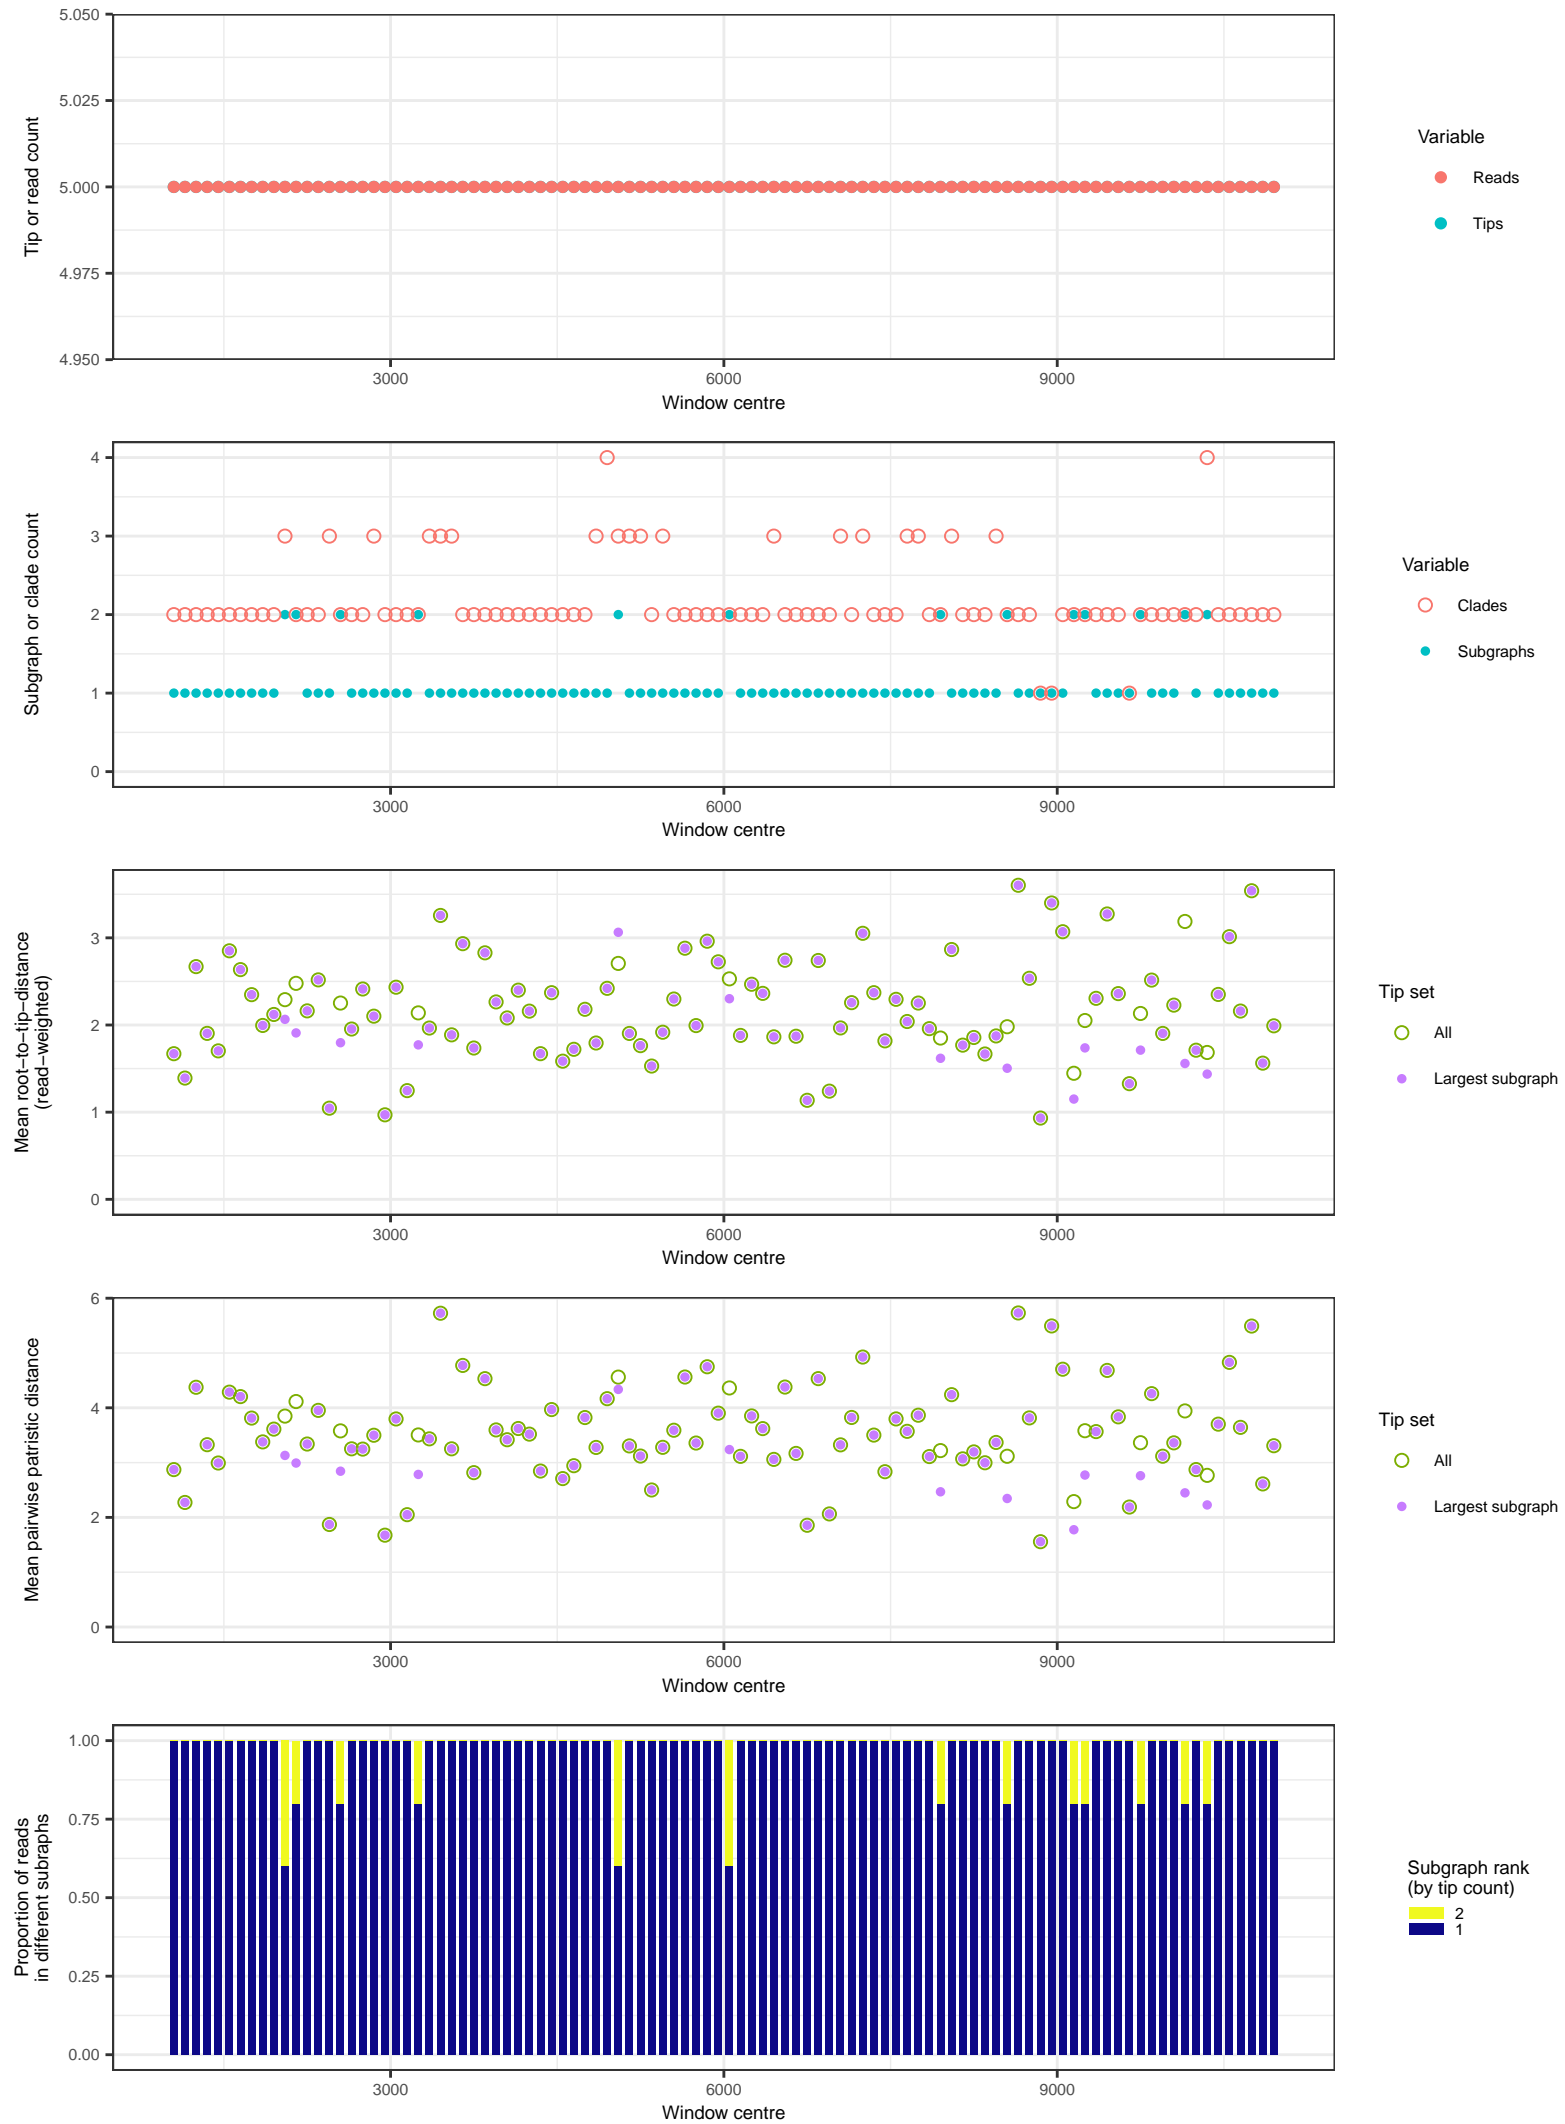 5.050
5.025
5.000
4.975
4.950
Tip or read count
3000
6000
9000
Window centre
Variable
Reads
Tips
4
3
2
1
0
Subgraph or clade count
3000
6000
9000
Window centre
Variable
Clades
Subgraphs
3
2
1
0
Mean root−to−tip−distance
(read−weighted)
3000
6000
9000
Window centre
Tip set
All
Largest subgraph
6
4
2
0
Mean pairwise patristic distance
3000
6000
9000
Window centre
Tip set
All
Largest subgraph
1.00
0.75
0.50
0.25
0.00
Proportion of reads
in different subraphs
3000
6000
9000
Window centre
Subgraph rank
(by tip count)
2
1